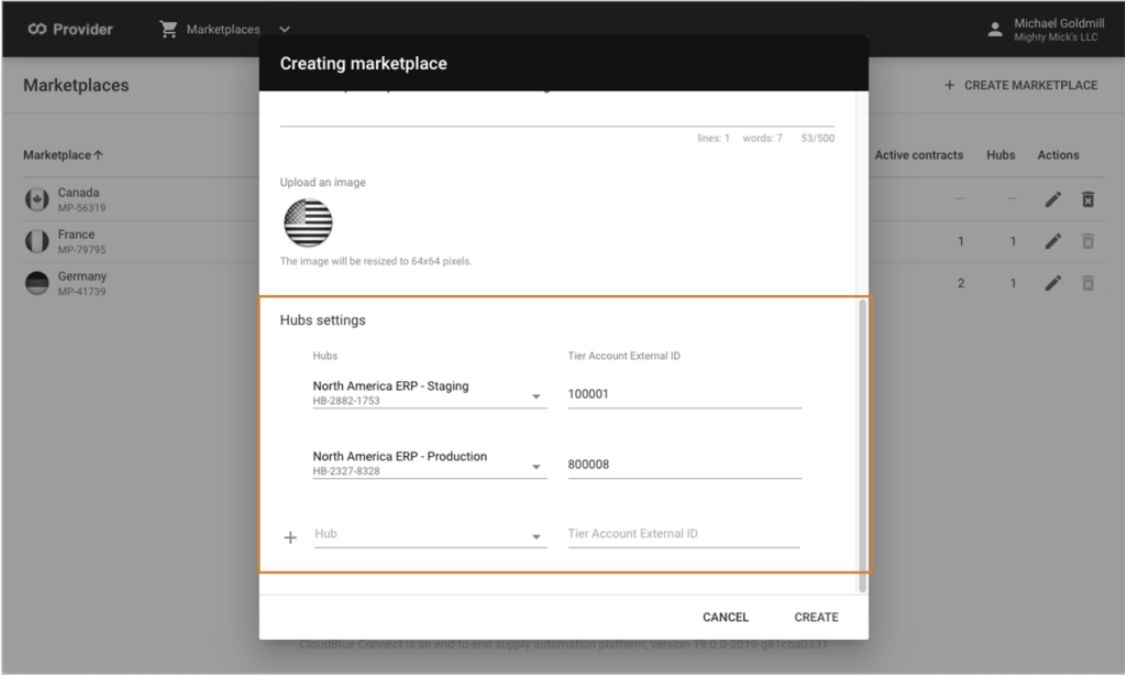 Provider
Marketplaces
Michael Goldmill
Mighty Mick's LLC
Marketplaces
CREATE MARKETPLACE
Marketplace
Active contracts
Hubs
Actions
Canada
MP-56319
—
—
France
MP-79795
1
1
Germany
MP-41739
2
1
Creating marketplace
lines: 1 words: 7 53/500
Upload an image
The image will be resized to 64x64 pixels.
Hubs settings
Hubs
Tier Account External ID
North America ERP - Staging
HB-2882-1753
100001
North America ERP - Production
HB-2327-8328
800008
+
Hub
Tier Account External ID
CANCEL
CREATE
CloudBlue Connect is an end-to-end supply automation platform, version 19.0.0-2019-g81cba0331